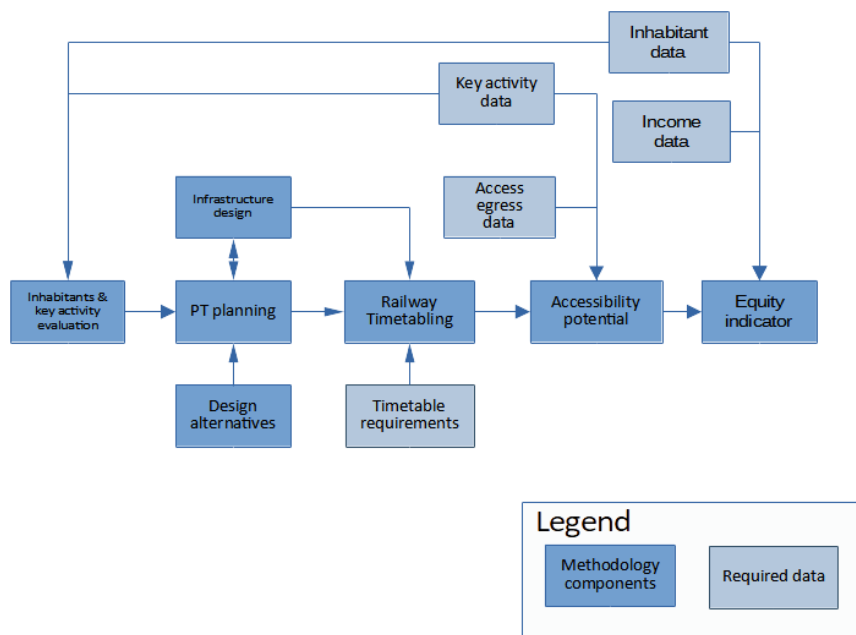 Inhabitant
data
Key activity
data
Income
data
Access
egress
data
Infrastructure
design
Inhabitants &
key activity
evaluation
PT planning
Railway
Timetabling
Accessibility
potential
Equity
indicator
Design
alternatives
Timetable
requirements
Legend
Methodology
components
Required data